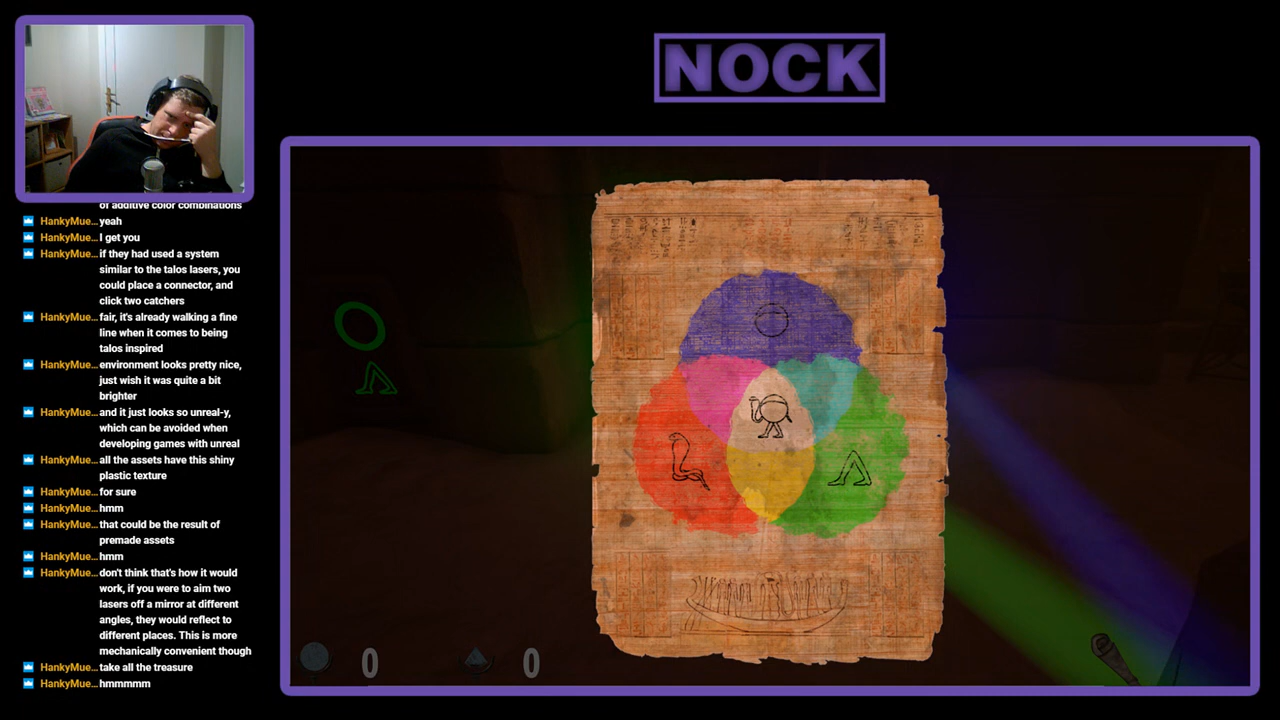 NOCK
of additive color combinations
HankyMue... yeah
HankyMue... I get you
HankyMue... if they had used a system
similar to the talos lasers, you
could place a connector, and
click two catchers
HankyMue... fair, it's already walking a fine
line when it comes to being
talos inspired
HankyMue... environment looks pretty nice,
just wish it was quite a bit
brighter
HankyMue... and it just looks so unreal-y,
which can be avoided when
developing games with unreal
HankyMue... all the assets have this shiny
plastic texture
HankyMue... for sure
HankyMue... hmm
HankyMue... that could be the result of
premade assets
HankyMue... hmm
HankyMue... don't think that's how it would
work, if you were to aim two
lasers off a mirror at different
angles, they would reflect to
different places. This is more
mechanically convenient though
HankyMue... take all the treasure
HankyMue... hmmmmm
0
0